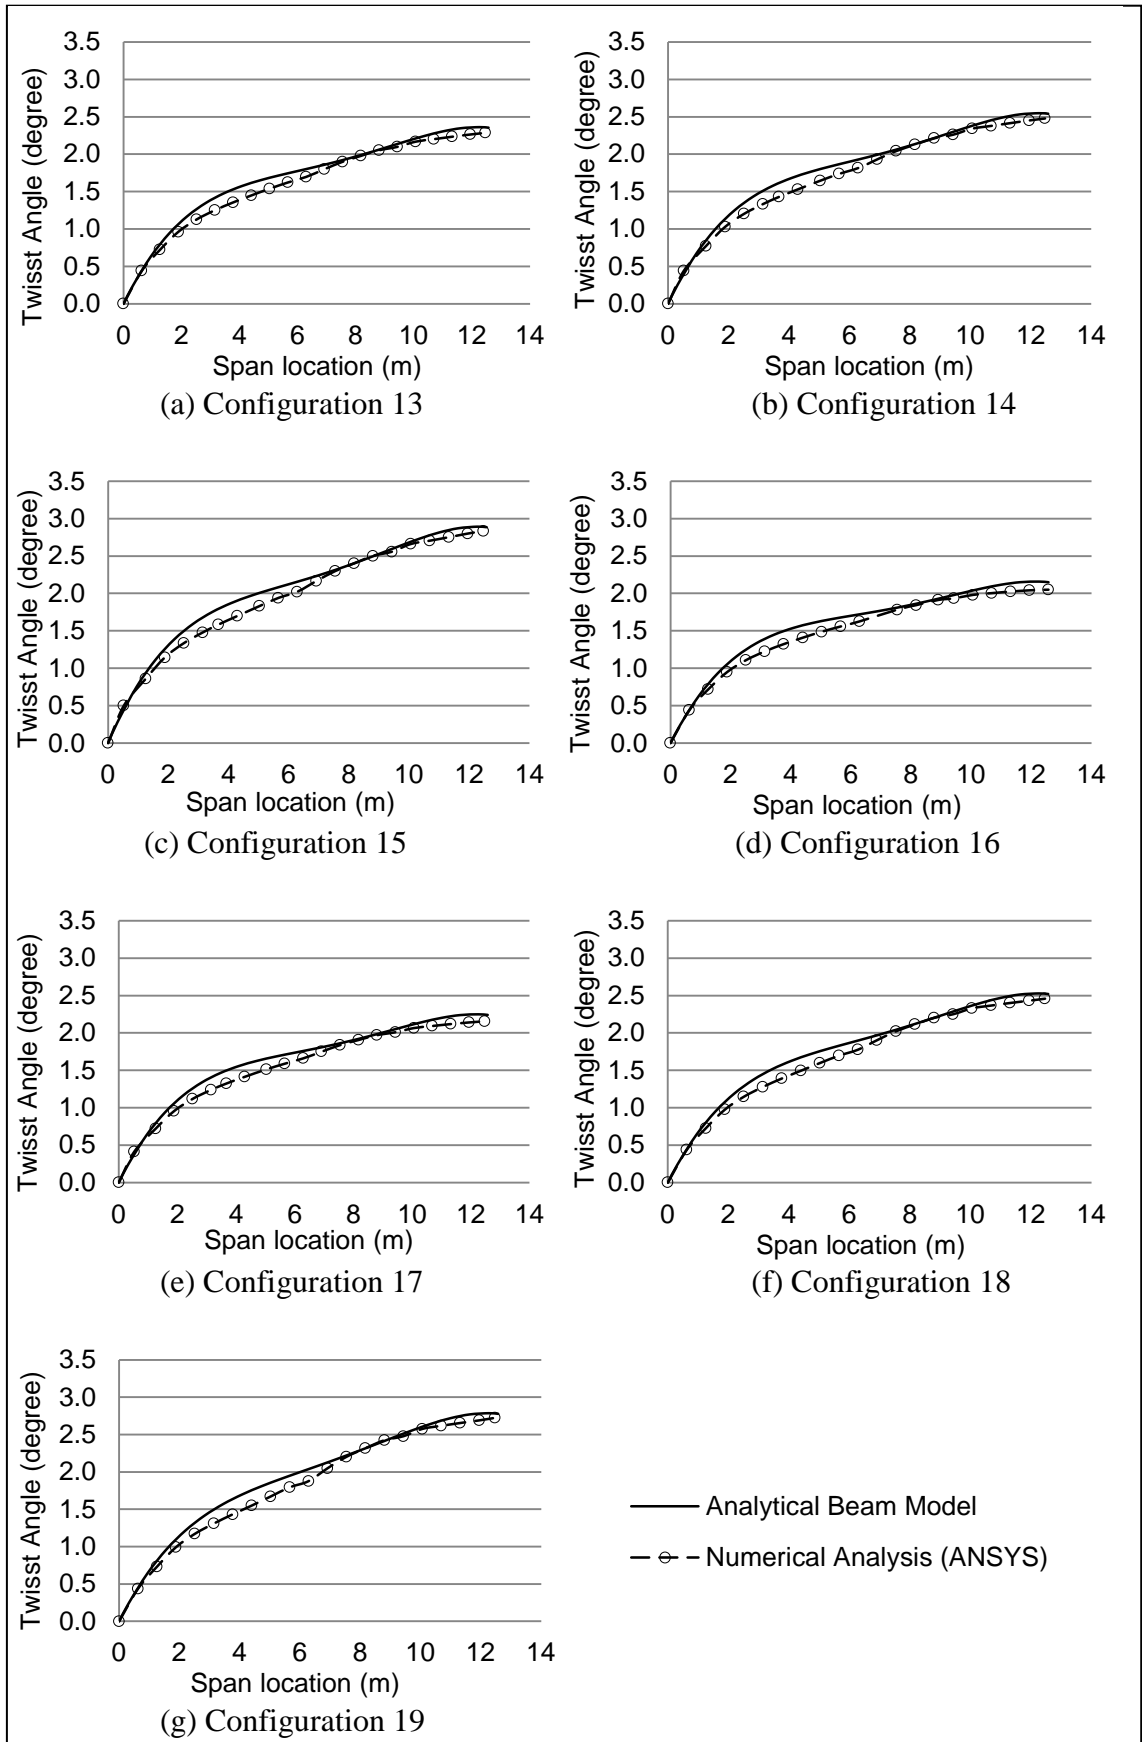 Twisst Angle (degree)
3.5
3.0
2.5
2.0
1.5
1.0
0.5
0.0
0 2 4 6 8 10 12 14
Span location (m)
(a) Configuration 13
Twisst Angle (degree)
3.5
3.0
2.5
2.0
1.5
1.0
0.5
0.0
0 2 4 6 8 10 12 14
Span location (m)
(b) Configuration 14
Twisst Angle (degree)
3.5
3.0
2.5
2.0
1.5
1.0
0.5
0.0
0 2 4 6 8 10 12 14
Span location (m)
(c) Configuration 15
Twisst Angle (degree)
3.5
3.0
2.5
2.0
1.5
1.0
0.5
0.0
0 2 4 6 8 10 12 14
Span location (m)
(d) Configuration 16
Twisst Angle (degree)
3.5
3.0
2.5
2.0
1.5
1.0
0.5
0.0
0 2 4 6 8 10 12 14
Span location (m)
(e) Configuration 17
Twisst Angle (degree)
3.5
3.0
2.5
2.0
1.5
1.0
0.5
0.0
0 2 4 6 8 10 12 14
Span location (m)
(f) Configuration 18
Twisst Angle (degree)
3.5
3.0
2.5
2.0
1.5
1.0
0.5
0.0
0 2 4 6 8 10 12 14
Span location (m)
(g) Configuration 19
Analytical Beam Model
Numerical Analysis (ANSYS)